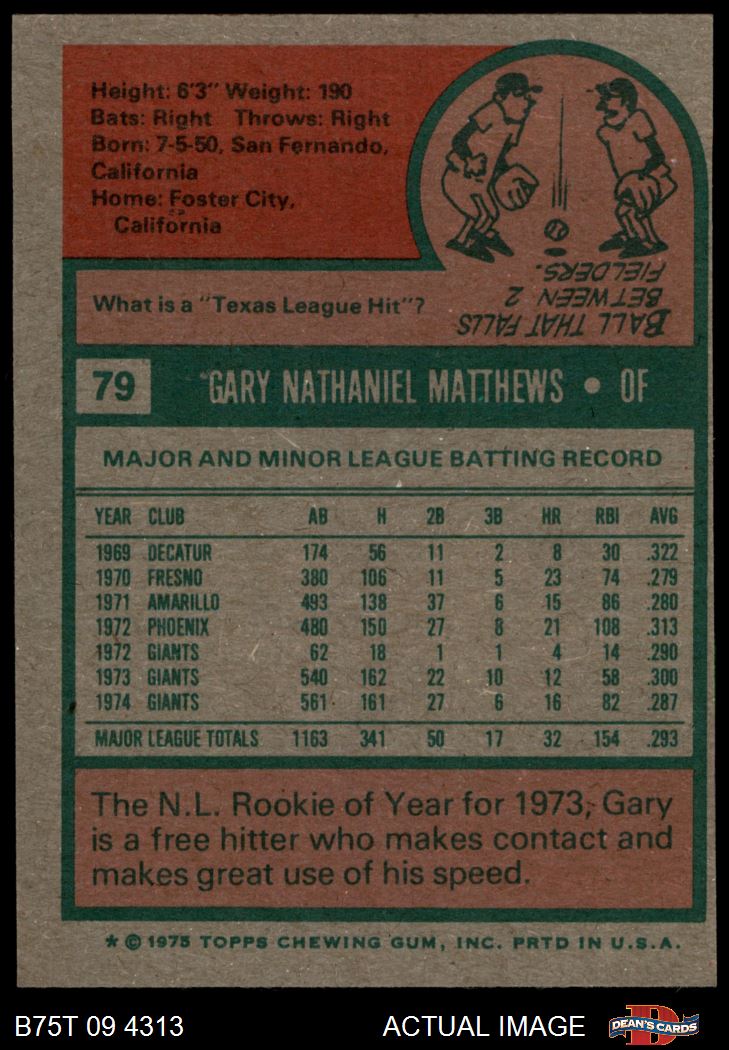 Height: 6'3" Weight: 190
Bats: Right Throws: Right
Born: 7-5-50, San Fernando,
California
Home: Foster City,
California
What is a "Texas League Hit"?
BALL THAT FALLS
BETWEEN 2
FIELDERS.
79 GARY NATHANIEL MATTHEWS • OF
MAJOR AND MINOR LEAGUE BATTING RECORD
YEAR CLUB AB H 2B 3B HR RBI AVG
1969 DECATUR 174 56 11 2 8 30 .322
1970 FRESNO 380 106 11 5 23 74 .279
1971 AMARILLO 493 138 37 6 15 86 .280
1972 PHOENIX 480 150 27 8 21 108 .313
1972 GIANTS 62 18 1 1 4 14 .290
1973 GIANTS 540 162 22 10 12 58 .300
1974 GIANTS 561 161 27 6 16 82 .287
MAJOR LEAGUE TOTALS 1163 341 50 17 32 154 .293
The N.L. Rookie of Year for 1973, Gary
is a free hitter who makes contact and
makes great use of his speed.
* © 1975 TOPPS CHEWING GUM, INC. PRTD IN U.S.A.
B75T 09 4313 ACTUAL IMAGE DEAN'S CARDS